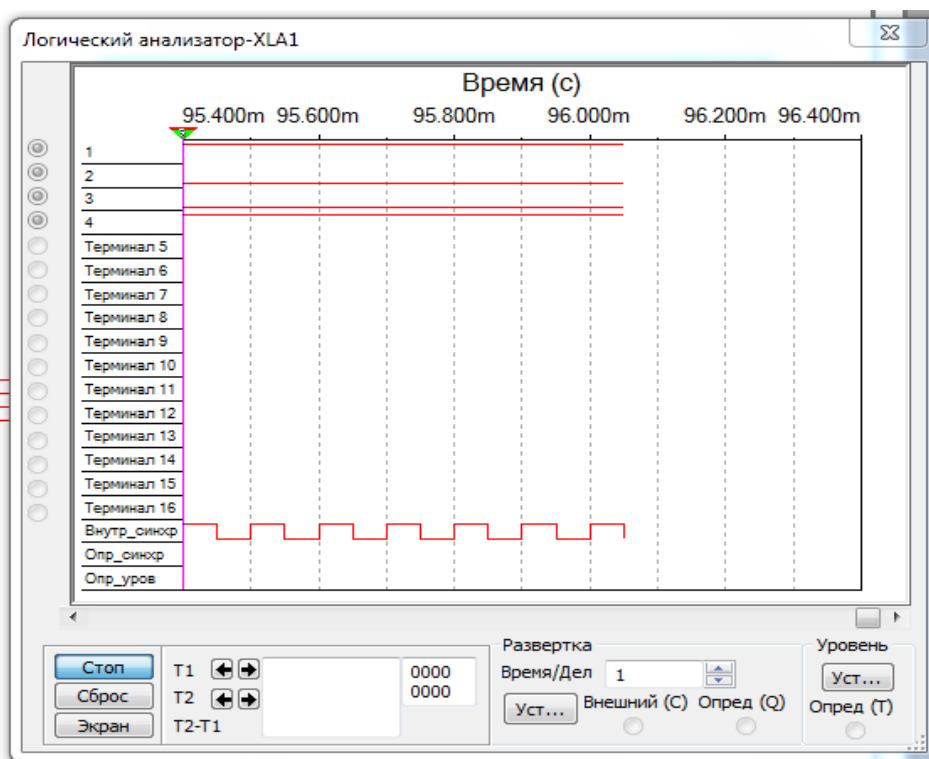 Логический анализатор-XLA1
Время (с)
95.400m 95.600m 95.800m 96.000m 96.200m 96.400m
1
2
3
4
Терминал 5
Терминал 6
Терминал 7
Терминал 8
Терминал 9
Терминал 10
Терминал 11
Терминал 12
Терминал 13
Терминал 14
Терминал 15
Терминал 16
Внутр_синхр
Опр_синхр
Опр_уров
Стоп
Сброс
Экран
T1
T2
T2-T1
0000
0000
Развертка
Время/Дел 1
Уст...
Внешний (C) Опред (Q)
Уровень
Уст...
Опред (T)